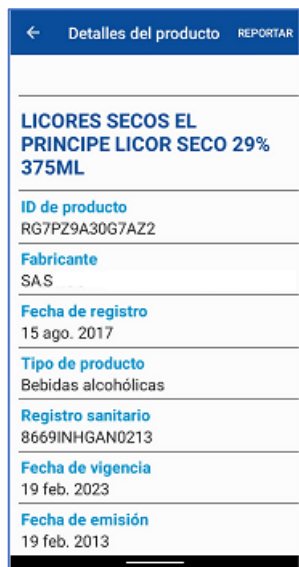 ← Detalles del producto REPORTAR
LICORES SECOS EL
PRINCIPE LICOR SECO 29%
375ML
ID de producto
RG7PZ9A30G7AZ2
Fabricante
SAS
Fecha de registro
15 ago. 2017
Tipo de producto
Bebidas alcohólicas
Registro sanitario
8669INHGAN0213
Fecha de vigencia
19 feb. 2023
Fecha de emisión
19 feb. 2013